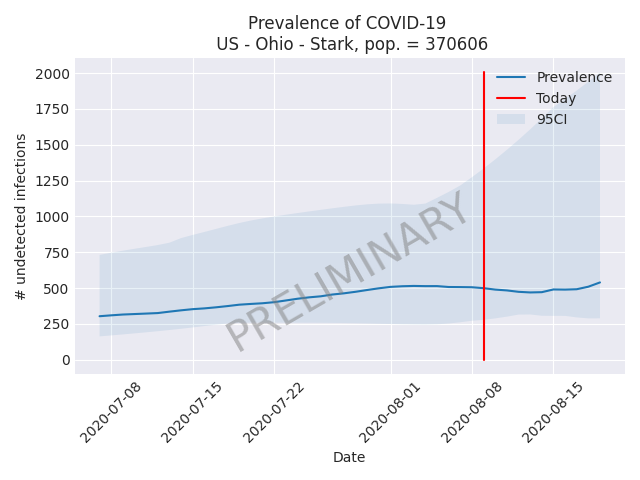 Prevalence of COVID-19
US - Ohio - Stark, pop. = 370606
Prevalence
Today
95CI
PRELIMINARY
# undetected infections
2000
1750
1500
1250
1000
750
500
250
0
2020-07-08
2020-07-15
2020-07-22
2020-08-01
2020-08-08
2020-08-15
Date